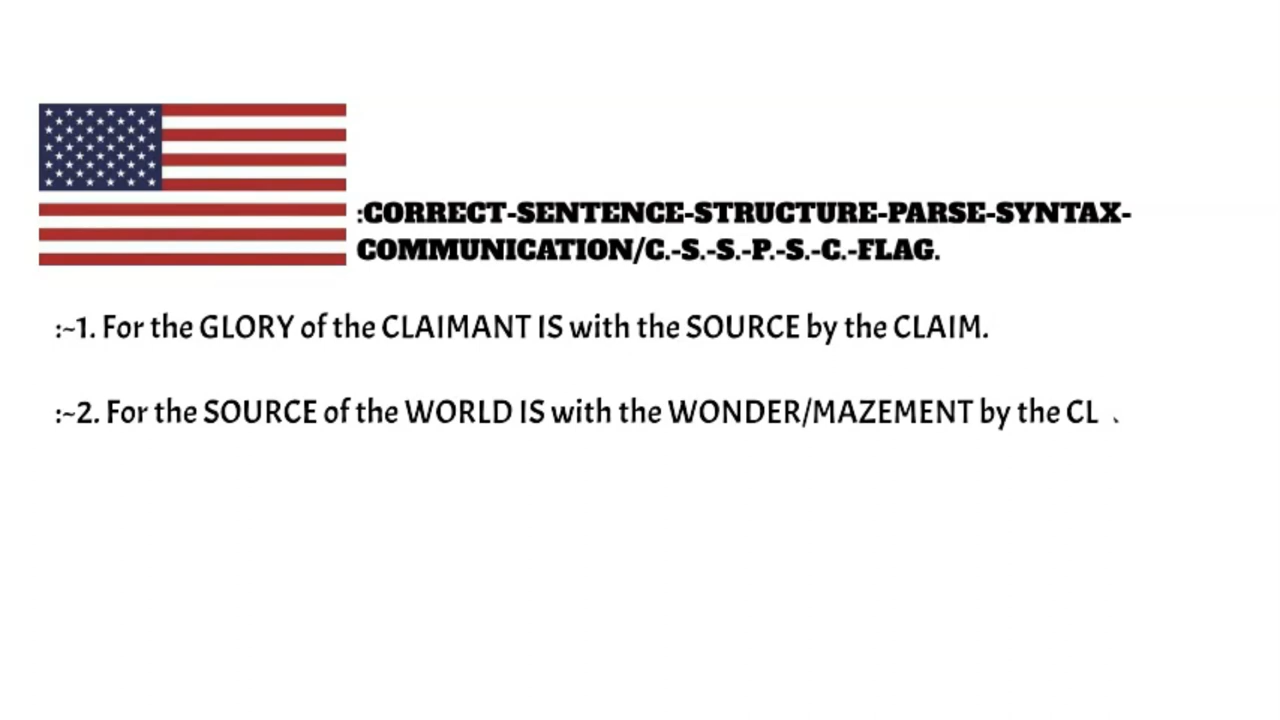 :CORRECT-SENTENCE-STRUCTURE-PARSE-SYNTAX-
COMMUNICATION/C.-S.-S.-P.-S.-C.-FLAG.
:~1. For the GLORY of the CLAIMANT IS with the SOURCE by the CLAIM.
:~2. For the SOURCE of the WORLD IS with the WONDER/MAZEMENT by the CL